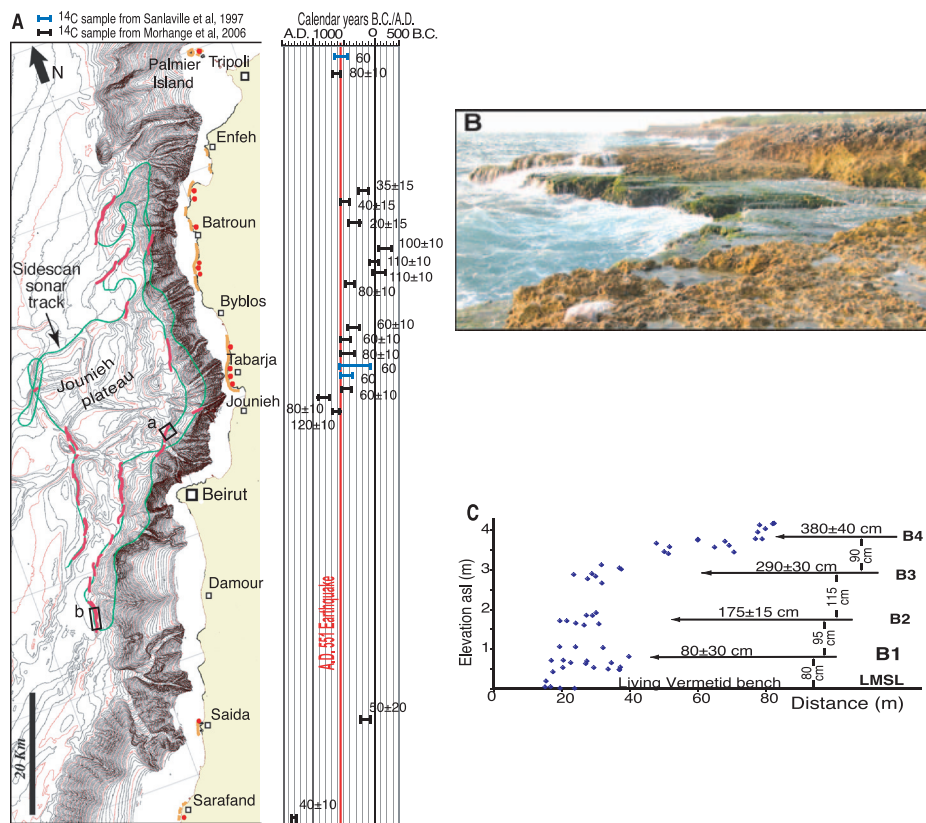 A
14C sample from Sanlaville et al, 1997
14C sample from Morhange et al, 2006
Calendar years B.C./A.D.
A.D. 1000 0 500 B.C.
N
Palmier
Island
Tripoli
Enfeh
Batroun
Sidescan
sonar
track
Byblos
Jounieh
plateau
Tabarja
Jounieh
a
Beirut
Damour
b
Saida
Sarafand
20 Km
60
80±10
35±15
40±15
20±15
100±10
110±10
110±10
80±10
60±10
60±10
80±10
60
60
60±10
80±10
120±10
A.D. 551 Earthquake
50±20
40±10
B
C
Elevation asl (m)
4
3
2
1
0
380±40 cm
B4
90
cm
290±30 cm
B3
115
cm
175±15 cm
B2
95
cm
80±30 cm
B1
80
cm
Living Vermetid bench
LMSL
0 20 40 60 80
Distance (m)